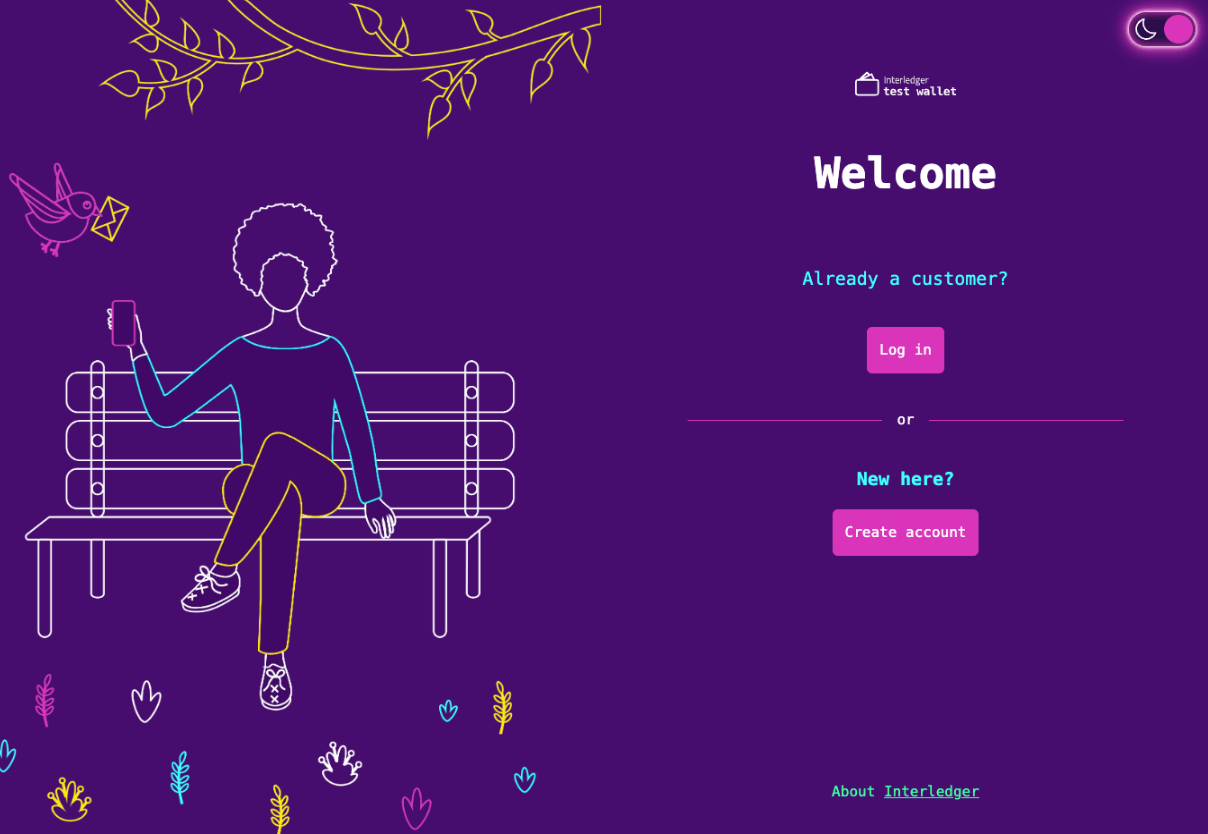 Interledger
test wallet
Welcome
Already a customer?
Log in
or
New here?
Create account
About Interledger